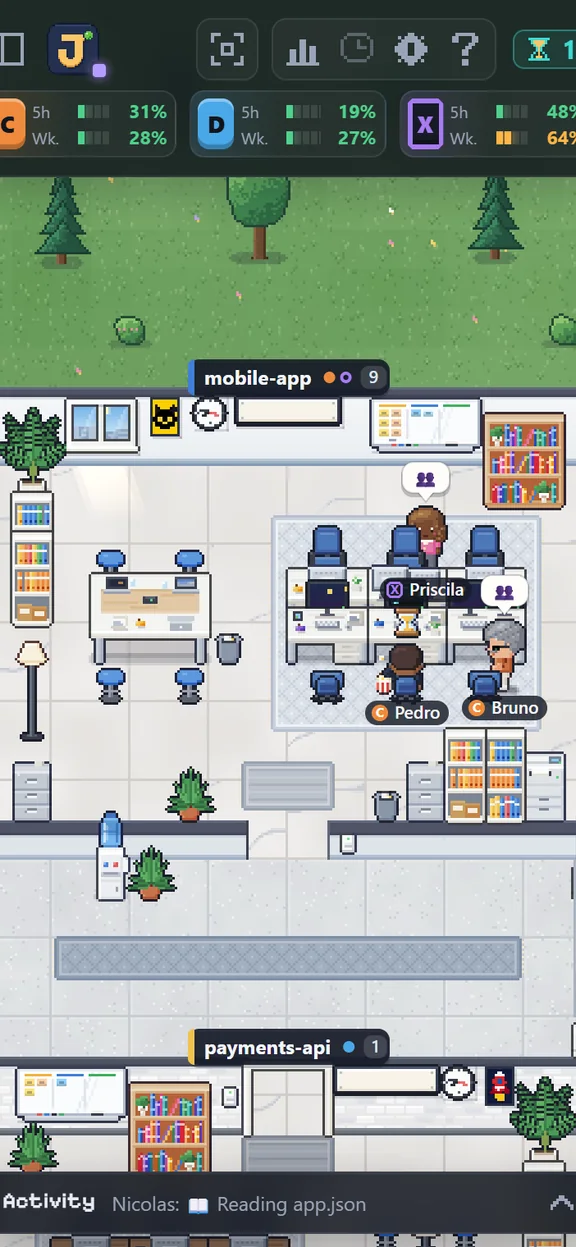 J
1
C 5h 31%
Wk. 28%
D 5h 19%
Wk. 27%
X 5h 48%
Wk. 64%
mobile-app 9
X Priscila
C Pedro
C Bruno
payments-api 1
Activity Nicolas: 📖 Reading app.json